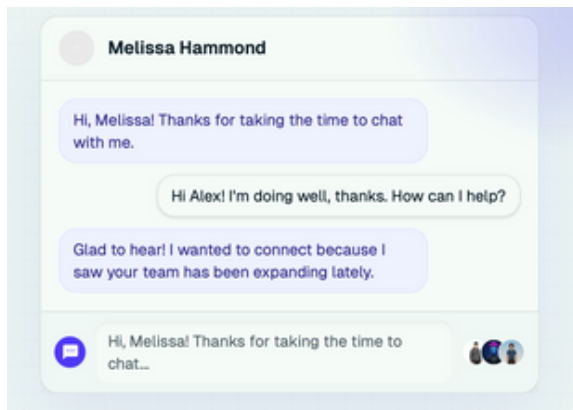 Melissa Hammond
Hi, Melissa! Thanks for taking the time to chat
with me.
Hi Alex! I'm doing well, thanks. How can I help?
Glad to hear! I wanted to connect because I
saw your team has been expanding lately.
Hi, Melissa! Thanks for taking the time to
chat...